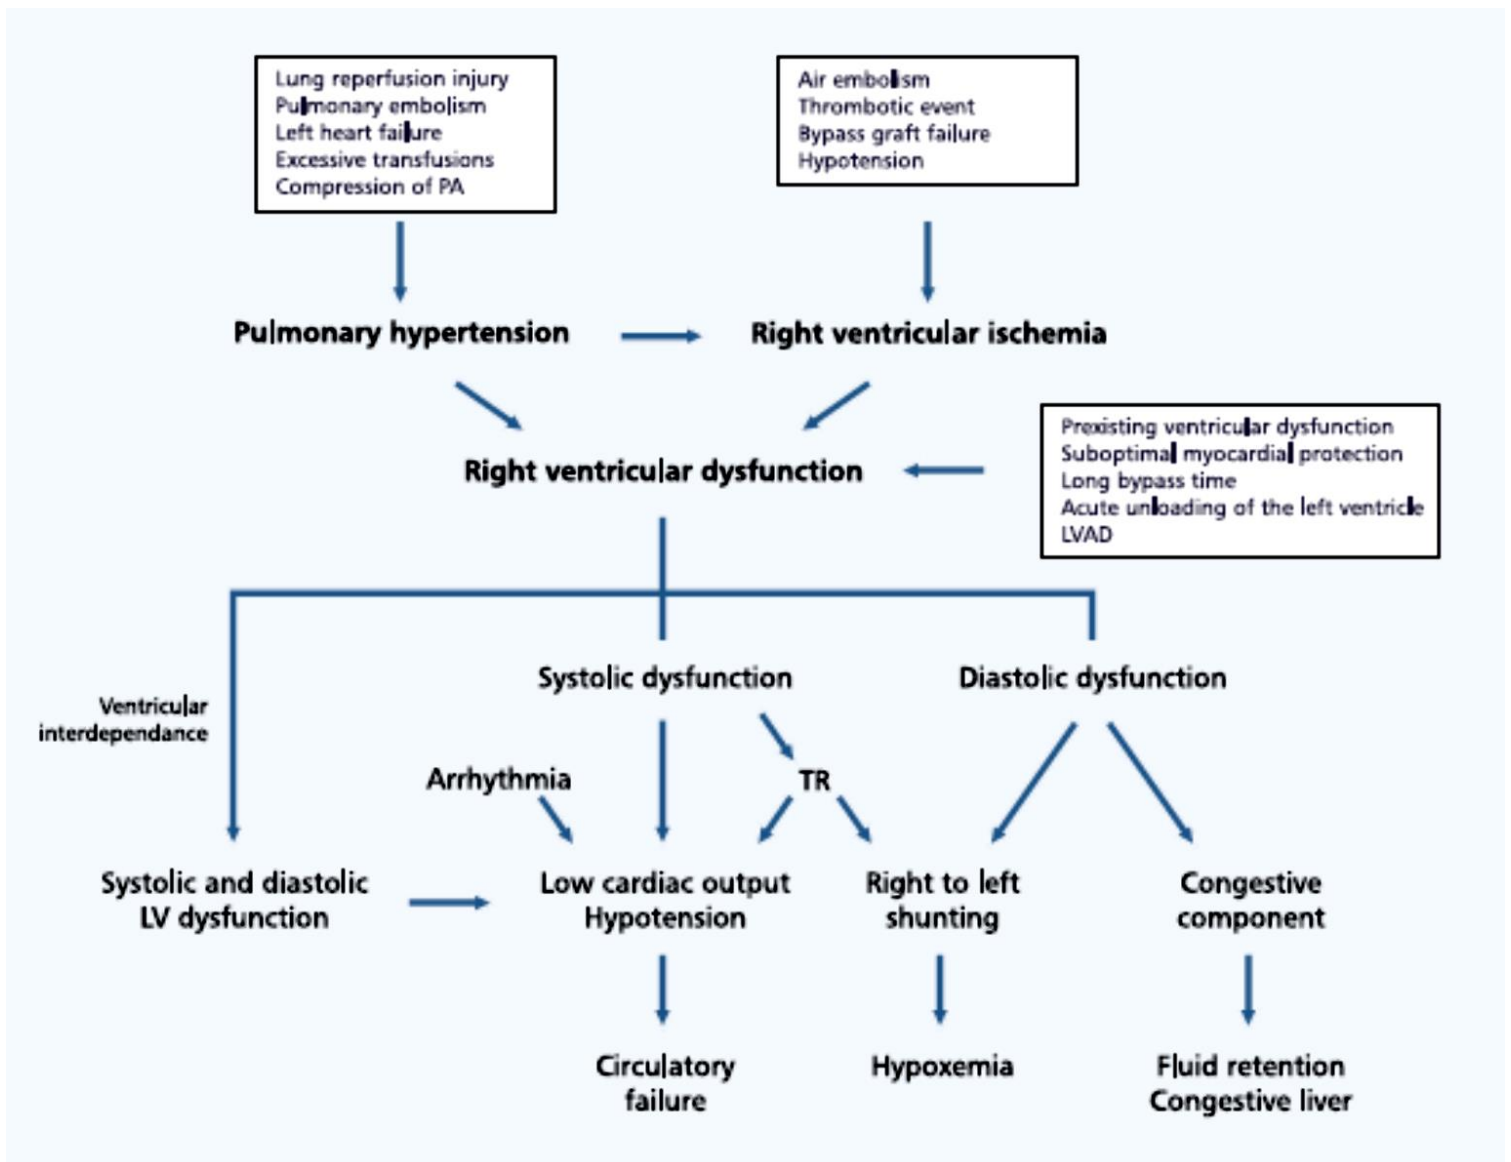 Lung reperfusion injury
Pulmonary embolism
Left heart failure
Excessive transfusions
Compression of PA
Air embolism
Thrombotic event
Bypass graft failure
Hypotension
Pulmonary hypertension
Right ventricular ischemia
Right ventricular dysfunction
Prexisting ventricular dysfunction
Suboptimal myocardial protection
Long bypass time
Acute unloading of the left ventricle
LVAD
Systolic dysfunction
Diastolic dysfunction
Ventricular
interdependance
Arrhythmia
TR
Systolic and diastolic
LV dysfunction
Low cardiac output
Hypotension
Right to left
shunting
Congestive
component
Circulatory
failure
Hypoxemia
Fluid retention
Congestive liver